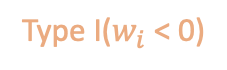 Type I(wᵢ < 0)